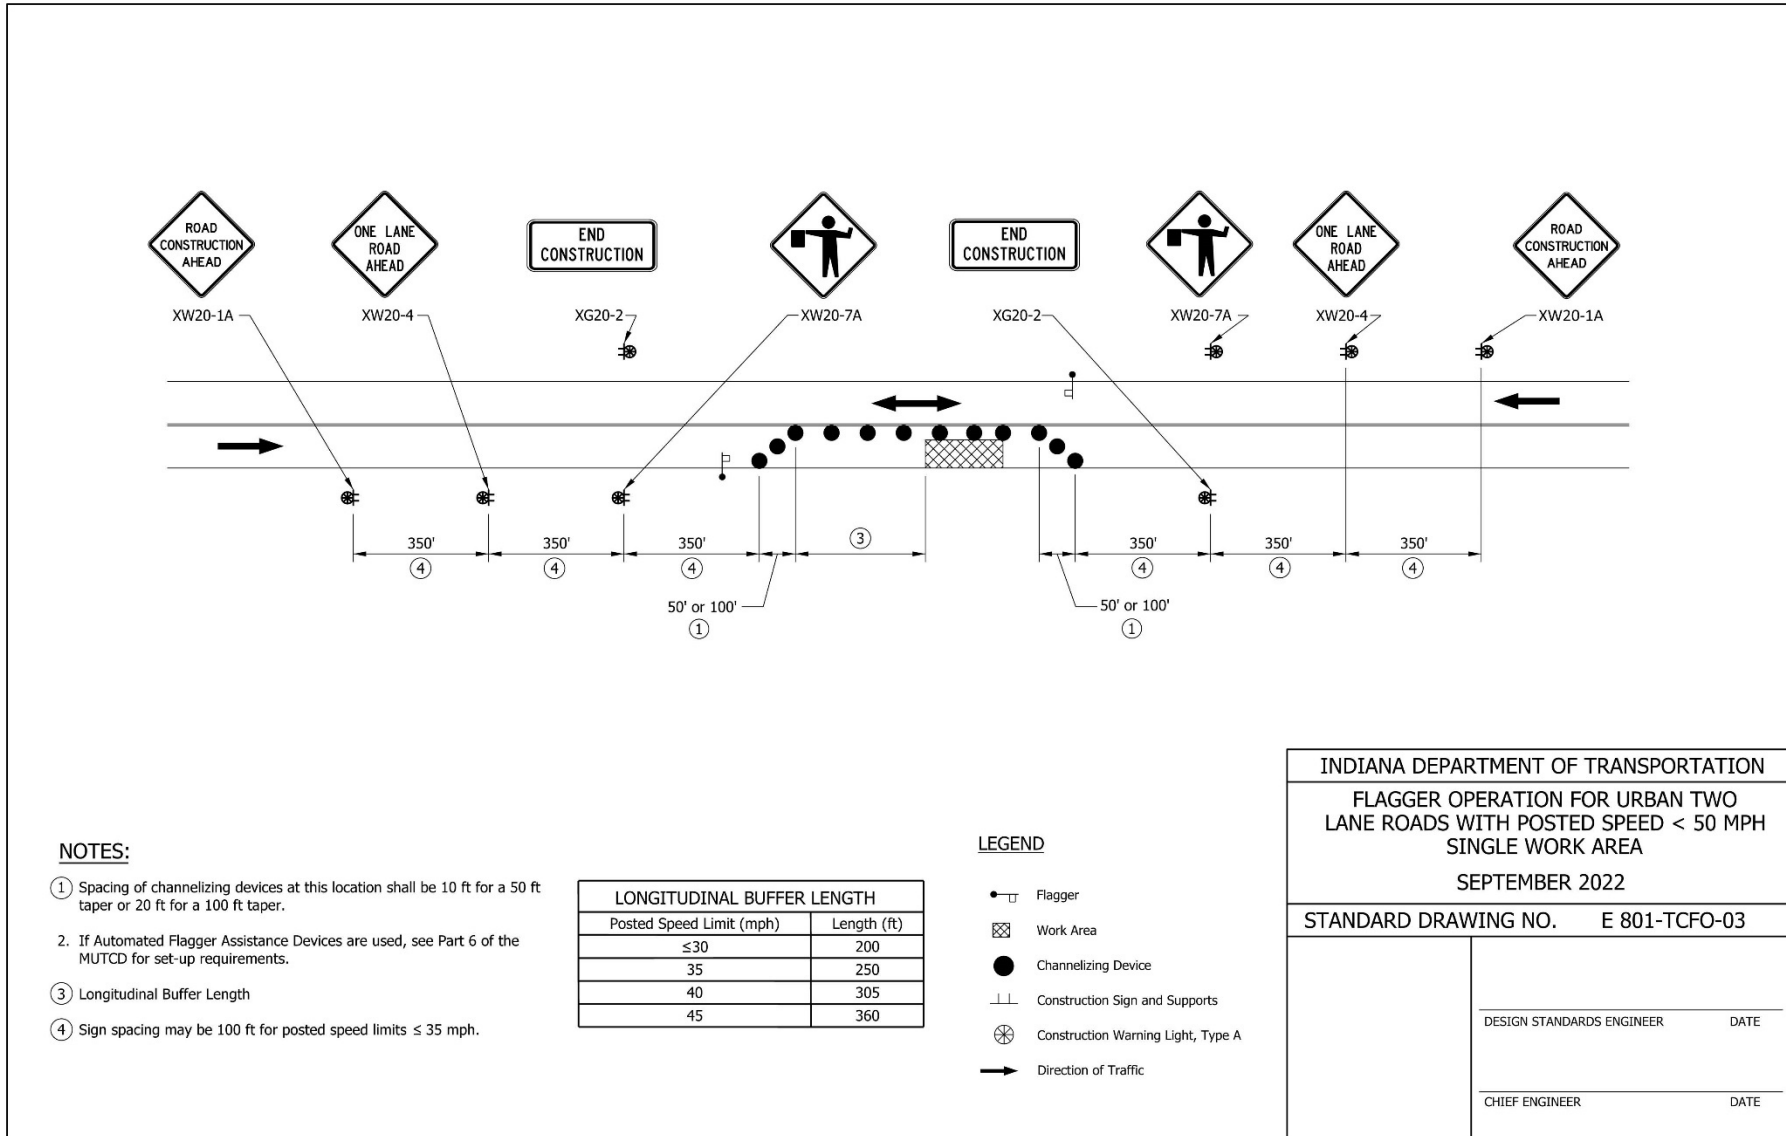 ROAD
CONSTRUCTION
AHEAD
ONE LANE
ROAD
AHEAD
END
CONSTRUCTION
END
CONSTRUCTION
ONE LANE
ROAD
AHEAD
ROAD
CONSTRUCTION
AHEAD
XW20-1A
XW20-4
XG20-2
XW20-7A
XG20-2
XW20-7A
XW20-4
XW20-1A
350' 350' 350' 3 350' 350' 350'
4 4 4 4 4 4
50' or 100' 50' or 100'
1 1
NOTES:
1 Spacing of channelizing devices at this location shall be 10 ft for a 50 ft
taper or 20 ft for a 100 ft taper.
2. If Automated Flagger Assistance Devices are used, see Part 6 of the
MUTCD for set-up requirements.
3 Longitudinal Buffer Length
4 Sign spacing may be 100 ft for posted speed limits ≤ 35 mph.
LONGITUDINAL BUFFER LENGTH
Posted Speed Limit (mph) Length (ft)
≤30 200
35 250
40 305
45 360
LEGEND
Flagger
Work Area
Channelizing Device
Construction Sign and Supports
Construction Warning Light, Type A
Direction of Traffic
INDIANA DEPARTMENT OF TRANSPORTATION
FLAGGER OPERATION FOR URBAN TWO
LANE ROADS WITH POSTED SPEED < 50 MPH
SINGLE WORK AREA
SEPTEMBER 2022
STANDARD DRAWING NO. E 801-TCFO-03
DESIGN STANDARDS ENGINEER DATE
CHIEF ENGINEER DATE